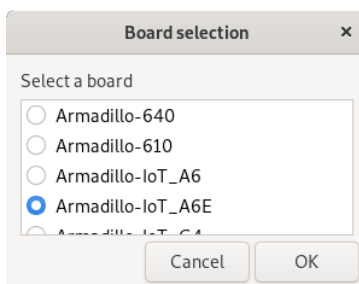 Board selection ×
Select a board
Armadillo-640
Armadillo-610
Armadillo-IoT_A6
Armadillo-IoT_A6E
Cancel OK